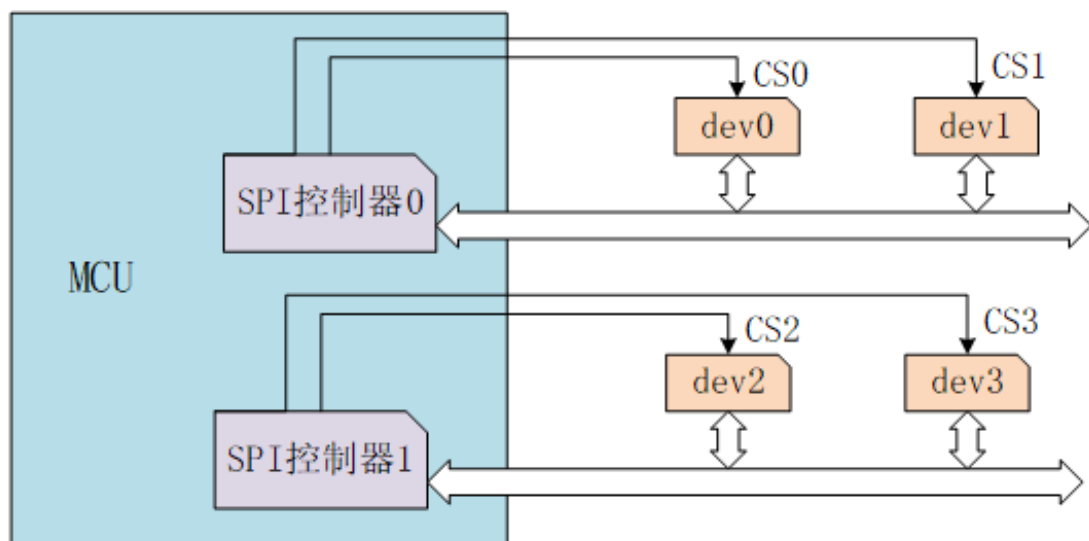 CS0
CS1
dev0
dev1
SPI控制器0
MCU
CS2
CS3
dev2
dev3
SPI控制器1